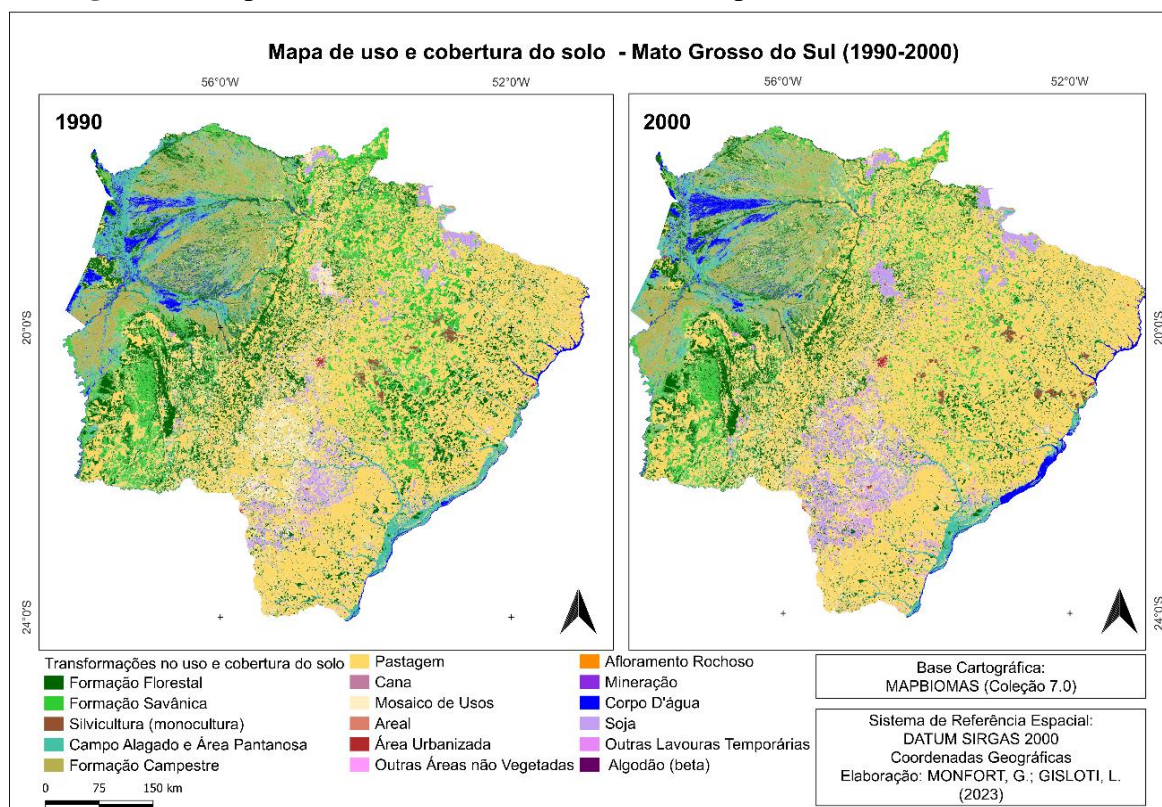 Mapa de uso e cobertura do solo - Mato Grosso do Sul (1990-2000)
56°0'W 52°0'W 56°0'W 52°0'W
1990 2000
20°0'S 20°0'S
24°0'S 24°0'S
Transformações no uso e cobertura do solo
Formação Florestal
Formação Savânica
Silvicultura (monocultura)
Campo Alagado e Área Pantanosa
Formação Campestre
0 75 150 km
Pastagem
Cana
Mosaico de Usos
Areal
Área Urbanizada
Outras Áreas não Vegetadas
Afloramento Rochoso
Mineração
Corpo D'água
Soja
Outras Lavouras Temporárias
Algodão (beta)
Base Cartográfica:
MAPBIOMAS (Coleção 7.0)
Sistema de Referência Espacial:
DATUM SIRGAS 2000
Coordenadas Geográficas
Elaboração: MONFORT, G.; GISLOTI, L.
(2023)